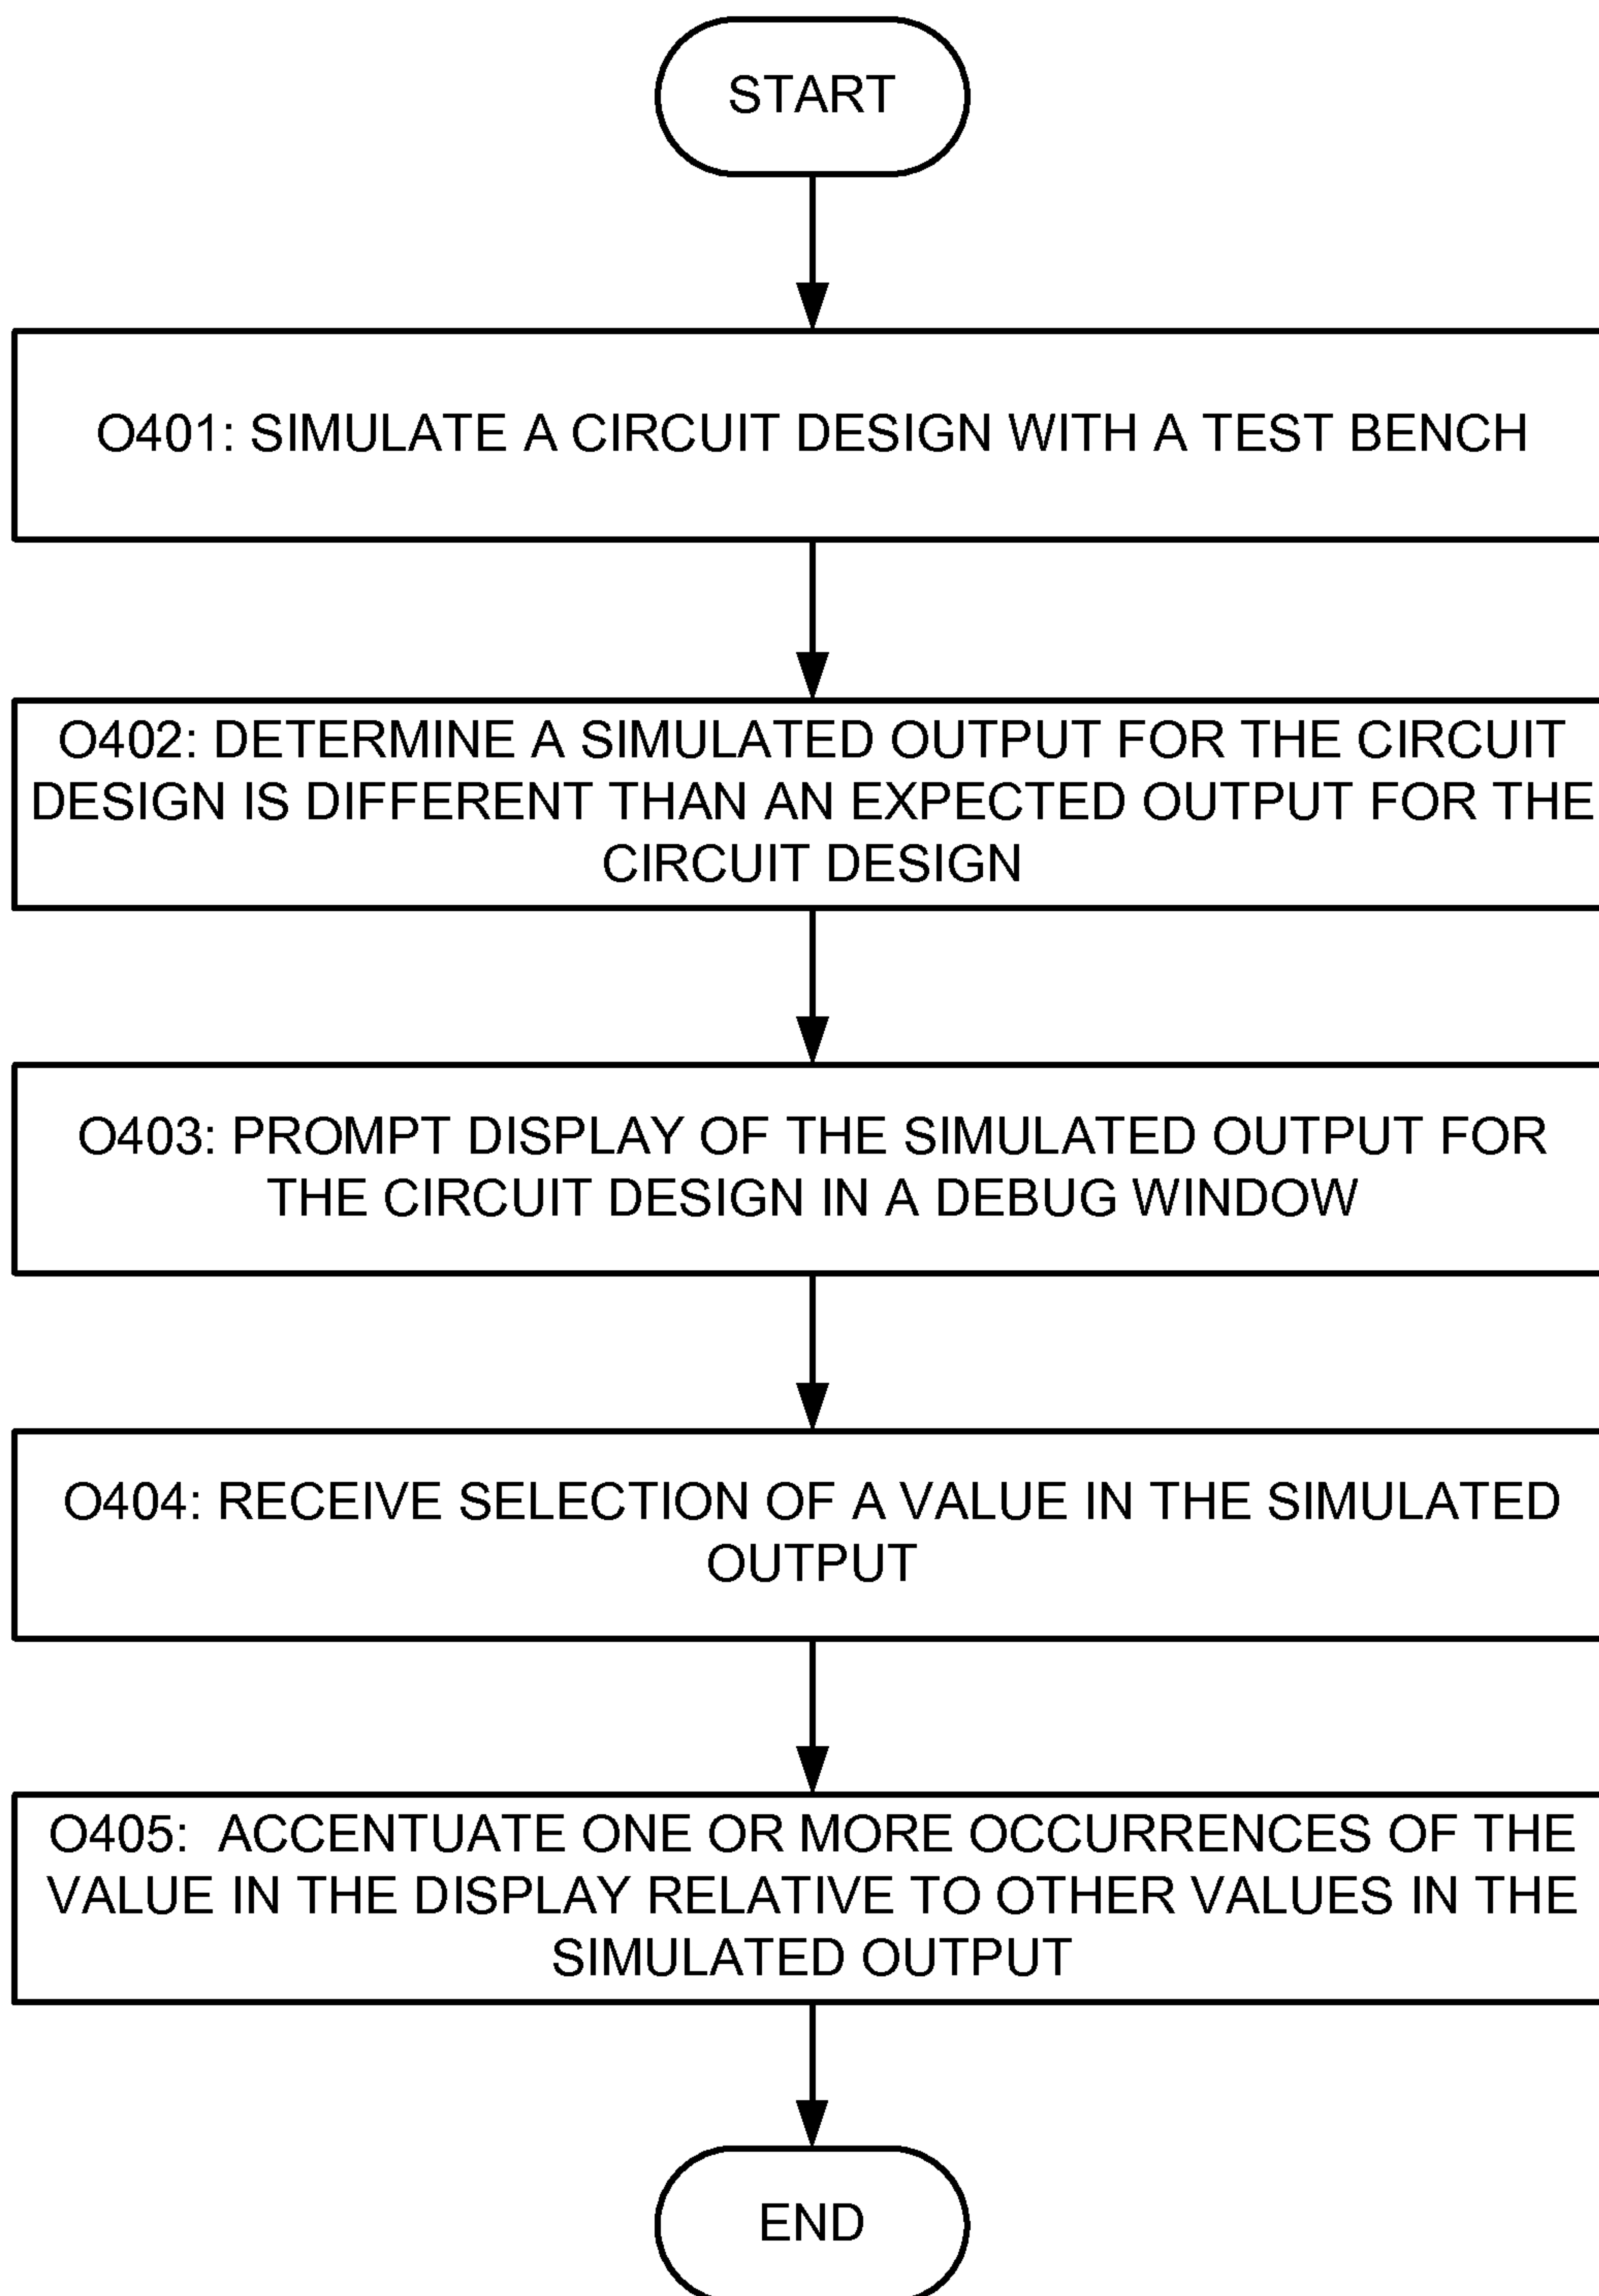 START
O401: SIMULATE A CIRCUIT DESIGN WITH A TEST BENCH
O402: DETERMINE A SIMULATED OUTPUT FOR THE CIRCUIT
DESIGN IS DIFFERENT THAN AN EXPECTED OUTPUT FOR THE
CIRCUIT DESIGN
O403: PROMPT DISPLAY OF THE SIMULATED OUTPUT FOR
THE CIRCUIT DESIGN IN A DEBUG WINDOW
O404: RECEIVE SELECTION OF A VALUE IN THE SIMULATED
OUTPUT
O405:  ACCENTUATE ONE OR MORE OCCURRENCES OF THE
VALUE IN THE DISPLAY RELATIVE TO OTHER VALUES IN THE
SIMULATED OUTPUT
END